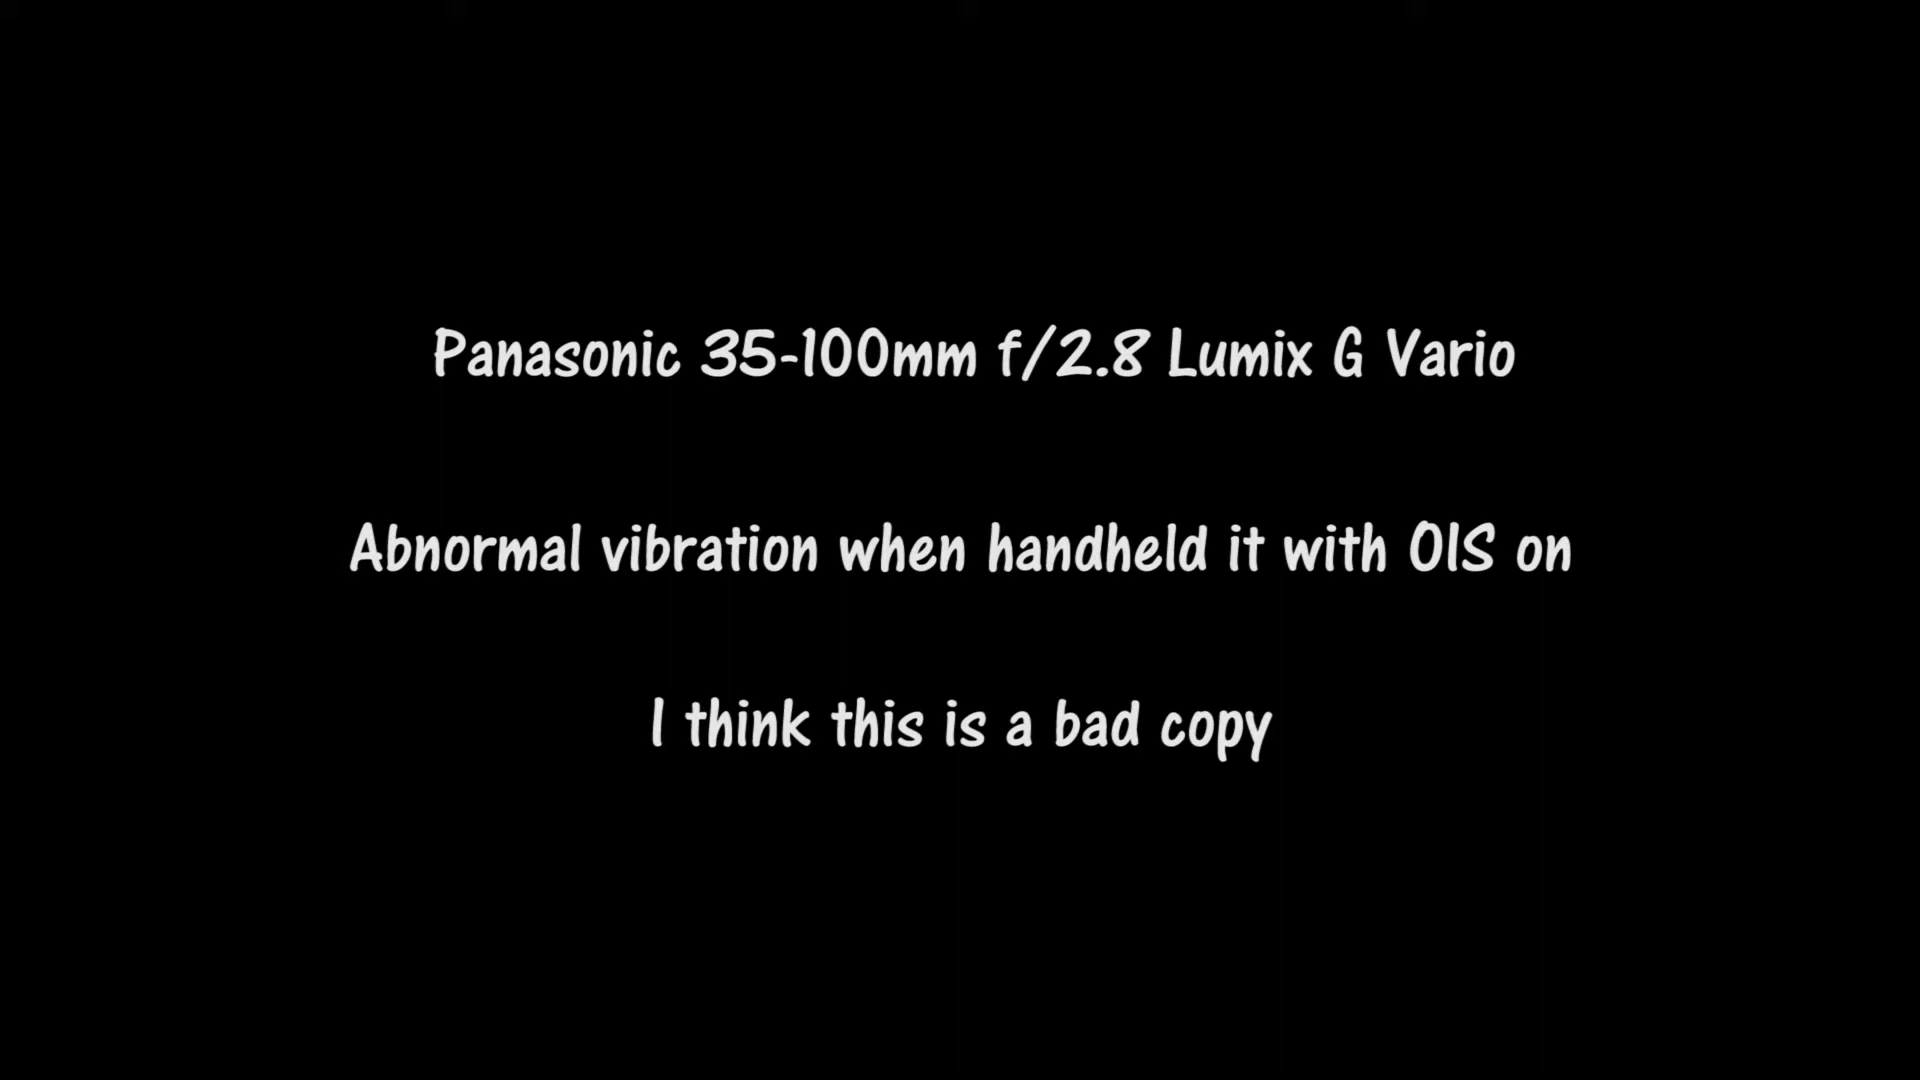 Panasonic 35-100mm f/2.8 Lumix G Vario
Abnormal vibration when handheld it with OIS on
I think this is a bad copy